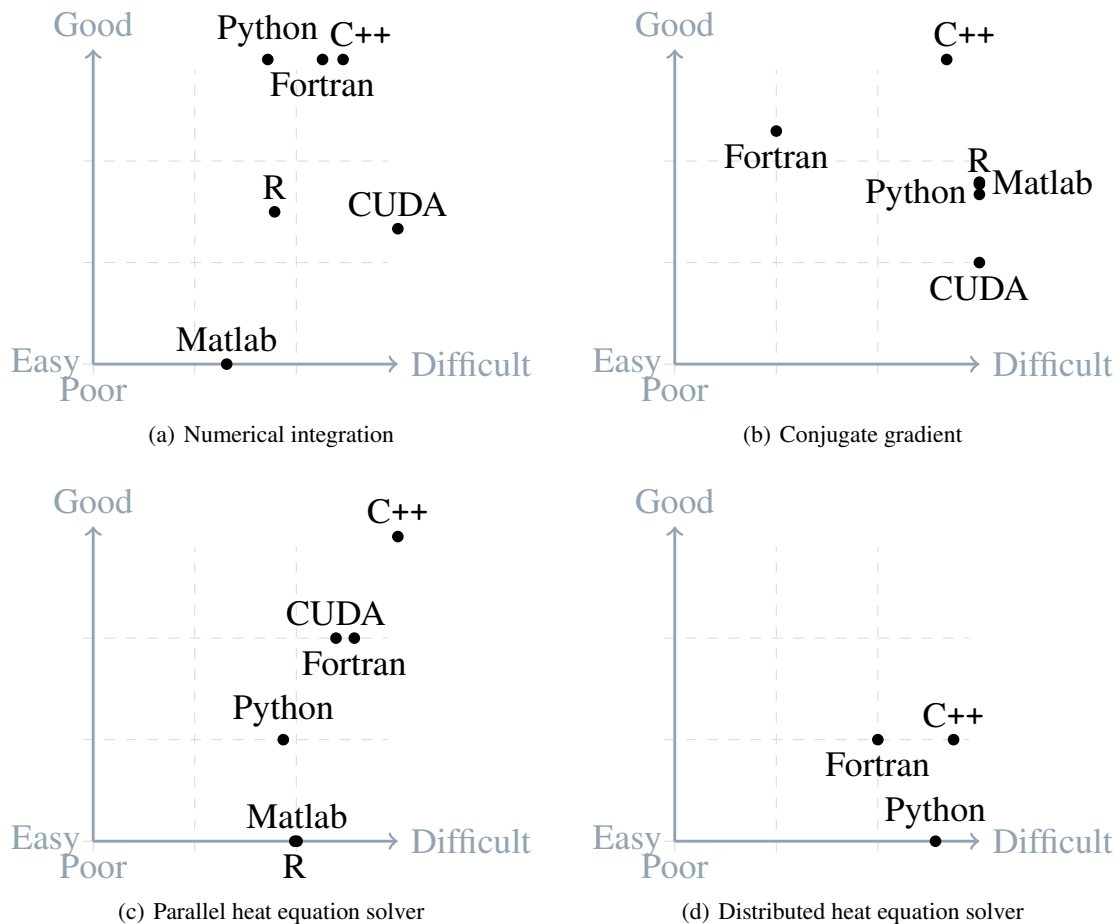 Good
Python
C++
Fortran
R
CUDA
Matlab
Easy
Difficult
Poor
(a) Numerical integration
Good
C++
Fortran
R
Matlab
Python
CUDA
Easy
Difficult
Poor
(b) Conjugate gradient
Good
C++
CUDA
Fortran
Python
Matlab
Easy
Difficult
Poor
R
(c) Parallel heat equation solver
Good
C++
Fortran
Python
Easy
Difficult
Poor
(d) Distributed heat equation solver